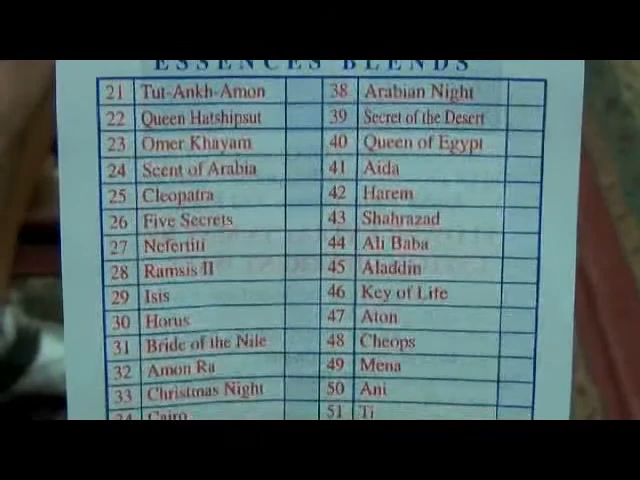 ESSENCES BLENDS
21 Tut-Ankh-Amon 38 Arabian Night
22 Queen Hatshipsut 39 Secret of the Desert
23 Omer Khayam 40 Queen of Egypt
24 Scent of Arabia 41 Aida
25 Cleopatra 42 Harem
26 Five Secrets 43 Shahrazad
27 Nefertiti 44 Ali Baba
28 Ramsis II 45 Aladdin
29 Isis 46 Key of Life
30 Horus 47 Aton
31 Bride of the Nile 48 Cheops
32 Amon Ra 49 Mena
33 Christmas Night 50 Ani
34 Cairo 51 Ti